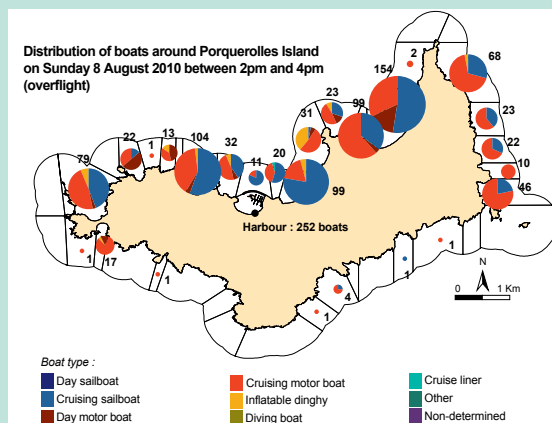 Distribution of boats around Porquerolles Island
on Sunday 8 August 2010 between 2pm and 4pm
(overflight)
2
154
68
99
31
23
23
104
13
22
1
32
22
20
11
79
10
99
46
Harbour : 252 boats
1
17
1
1
1
4
1
N
0 1 Km
Boat type :
Day sailboat
Cruising sailboat
Day motor boat
Cruising motor boat
Inflatable dinghy
Diving boat
Cruise liner
Other
Non-determined